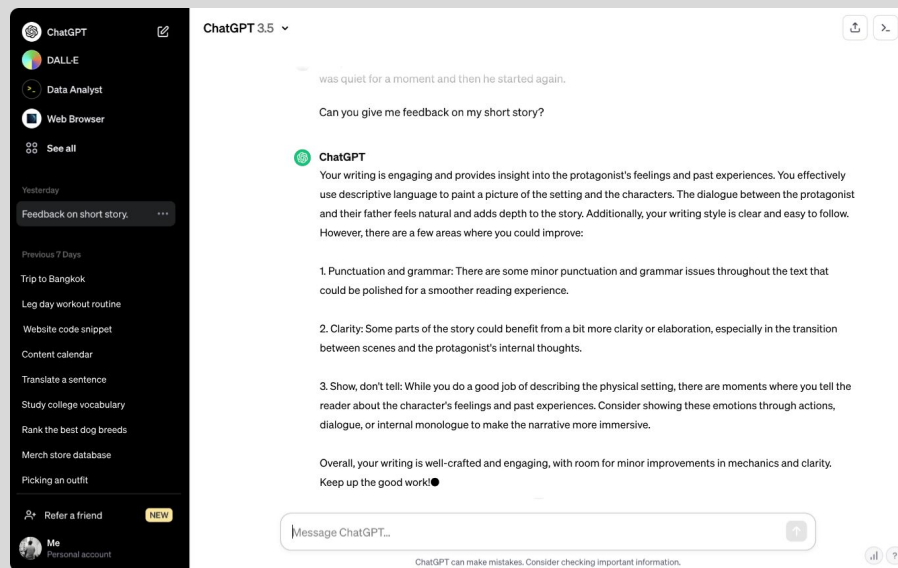 ChatGPT
DALL·E
Data Analyst
Web Browser
See all
Yesterday
Feedback on short story.
Previous 7 Days
Trip to Bangkok
Leg day workout routine
Website code snippet
Content calendar
Translate a sentence
Study college vocabulary
Rank the best dog breeds
Merch store database
Picking an outfit
Refer a friend NEW
Me
Personal account
ChatGPT 3.5
was quiet for a moment and then he started again.
Can you give me feedback on my short story?
ChatGPT
Your writing is engaging and provides insight into the protagonist's feelings and past experiences. You effectively
use descriptive language to paint a picture of the setting and the characters. The dialogue between the protagonist
and their father feels natural and adds depth to the story. Additionally, your writing style is clear and easy to follow.
However, there are a few areas where you could improve:
1. Punctuation and grammar: There are some minor punctuation and grammar issues throughout the text that
could be polished for a smoother reading experience.
2. Clarity: Some parts of the story could benefit from a bit more clarity or elaboration, especially in the transition
between scenes and the protagonist's internal thoughts.
3. Show, don't tell: While you do a good job of describing the physical setting, there are moments where you tell the
reader about the character's feelings and past experiences. Consider showing these emotions through actions,
dialogue, or internal monologue to make the narrative more immersive.
Overall, your writing is well-crafted and engaging, with room for minor improvements in mechanics and clarity.
Keep up the good work!
Message ChatGPT...
ChatGPT can make mistakes. Consider checking important information.
?